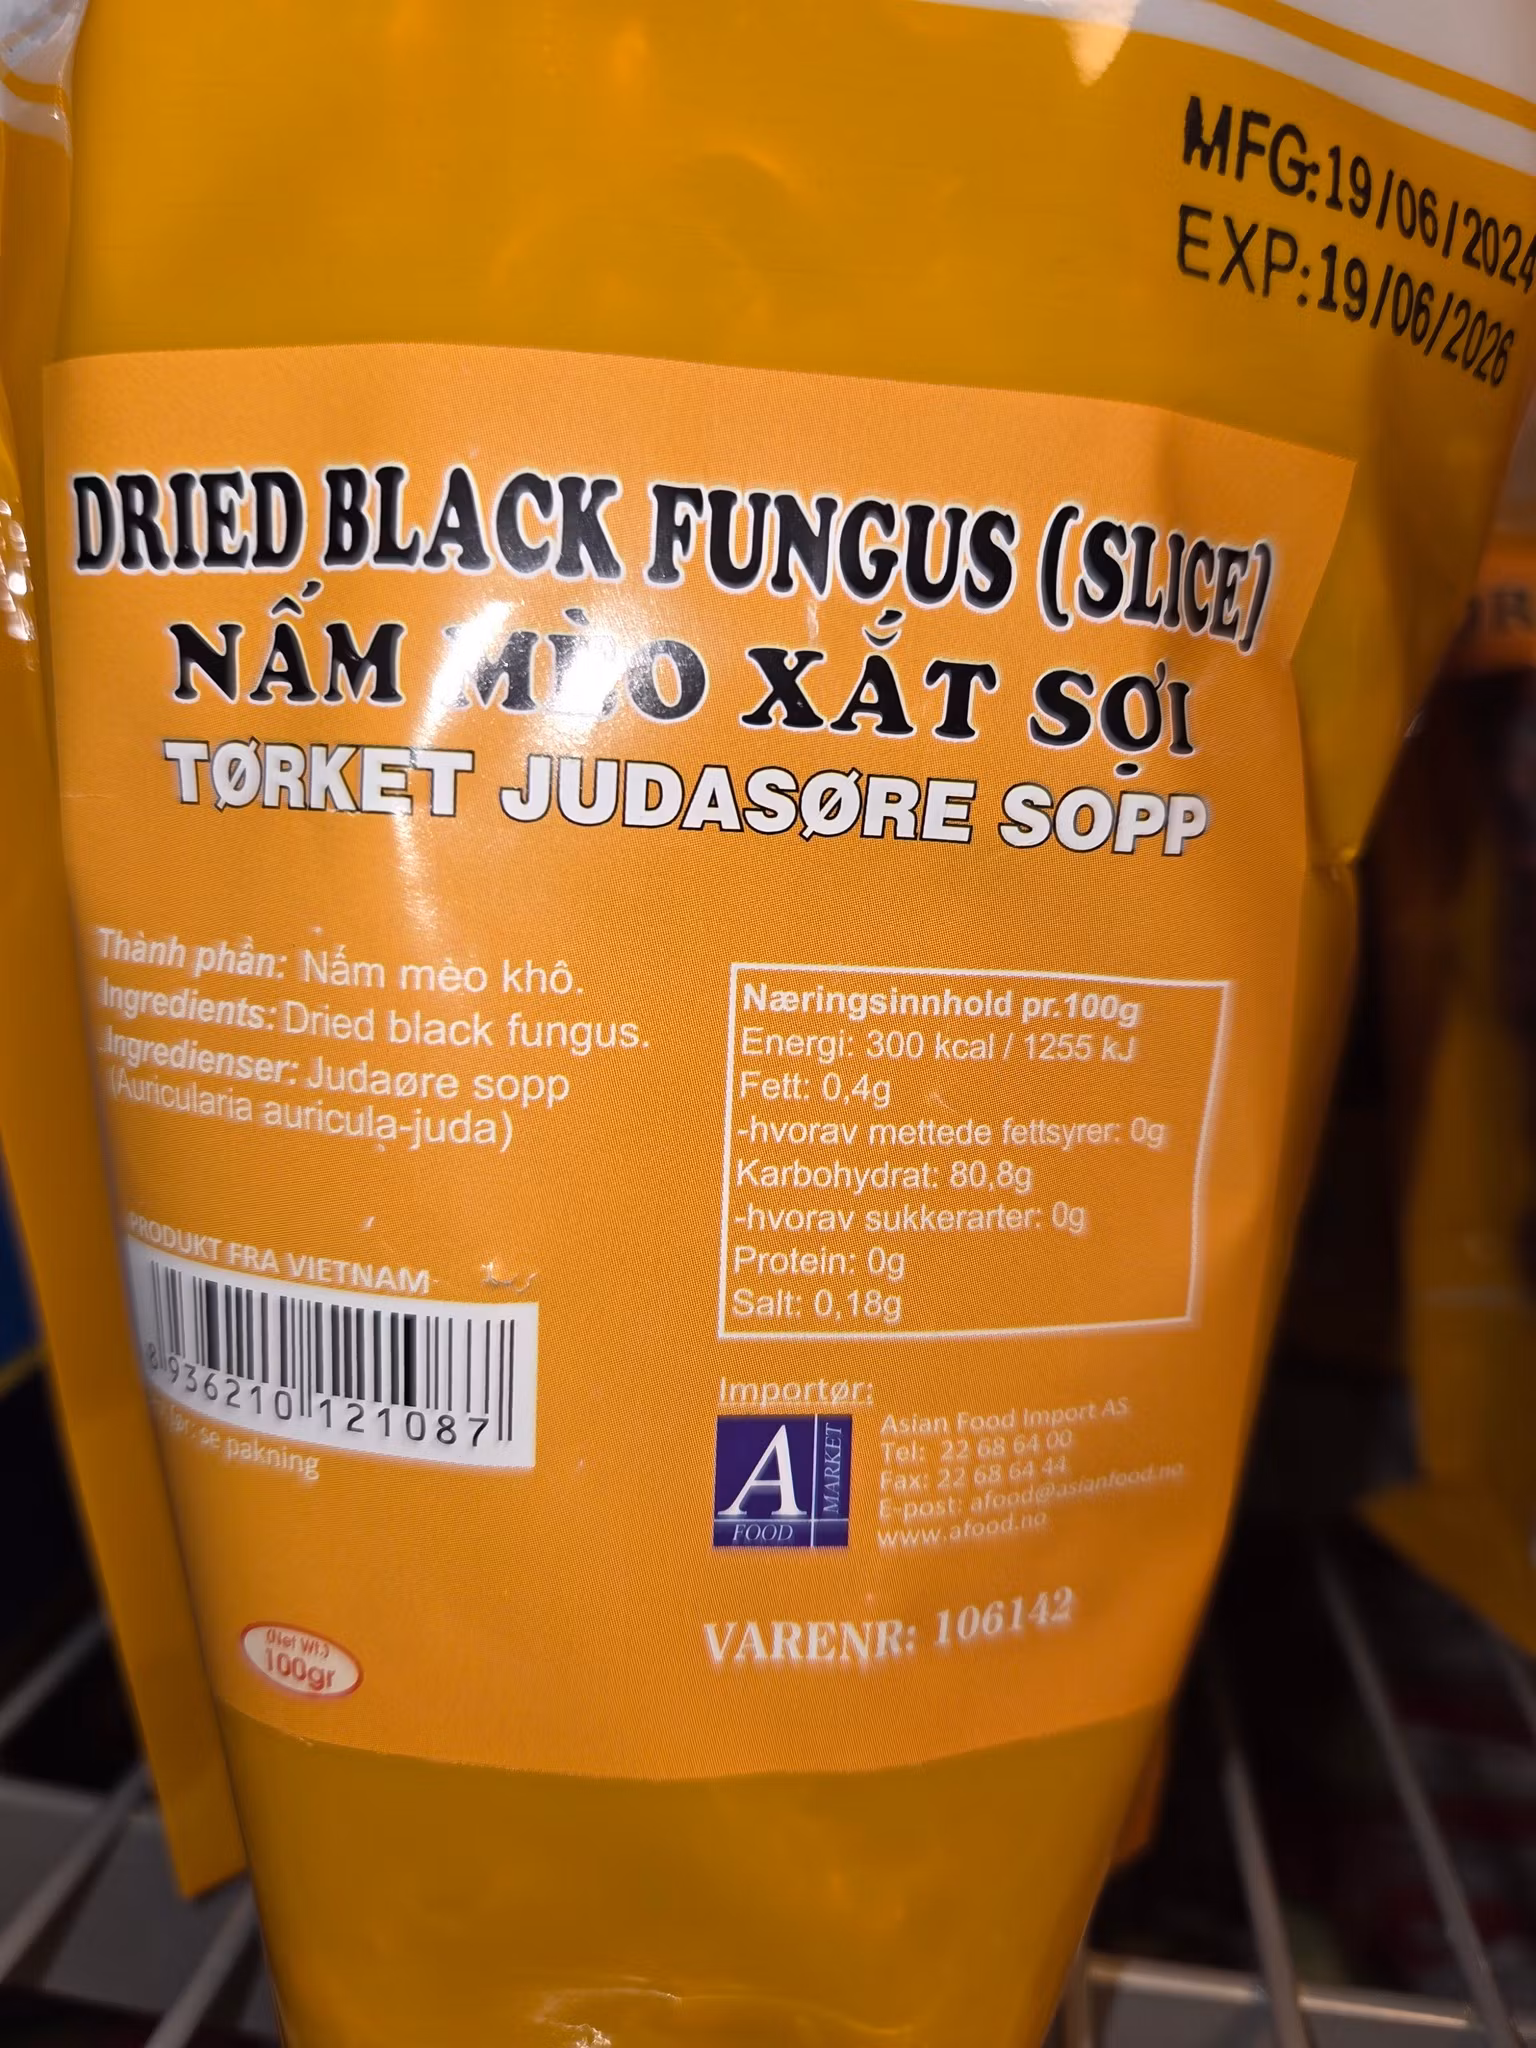 MFG:19/06/2024
EXP:19/06/2026
DRIED BLACK FUNGUS (SLICE)
NẤM MÈO XẮT SỢI
TØRKET JUDASØRE SOPP
Thành phần: Nấm mèo khô.
Ingredients: Dried black fungus.
Ingredienser: Judaøre sopp
(Auricularia auricula-juda)
PRODUKT FRA VIETNAM
8 936210 121087
før: se pakning
(Net Wt.)
100gr
Næringsinnhold pr.100g
Energi: 300 kcal / 1255 kJ
Fett: 0,4g
-hvorav mettede fettsyrer: 0g
Karbohydrat: 80,8g
-hvorav sukkerarter: 0g
Protein: 0g
Salt: 0,18g
Importør:
A
FOOD
MARKET
Asian Food Import AS
Tel: 22 68 64 00
Fax: 22 68 64 44
E-post: afood@asianfood.no
www.afood.no
VARENR: 106142